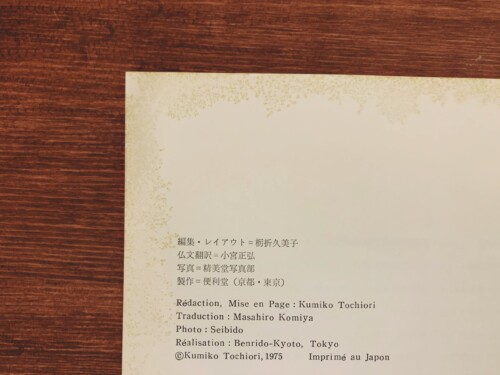 編集・レイアウト=栃折久美子
仏文翻訳=小宮正弘
写真=精美堂写真部
製作=便利堂(京都・東京)
Rédaction, Mise en Page : Kumiko Tochiori
Traduction : Masahiro Komiya
Photo : Seibido
Réalisation : Benrido-Kyoto, Tokyo
©Kumiko Tochiori, 1975 Imprimé au Japon